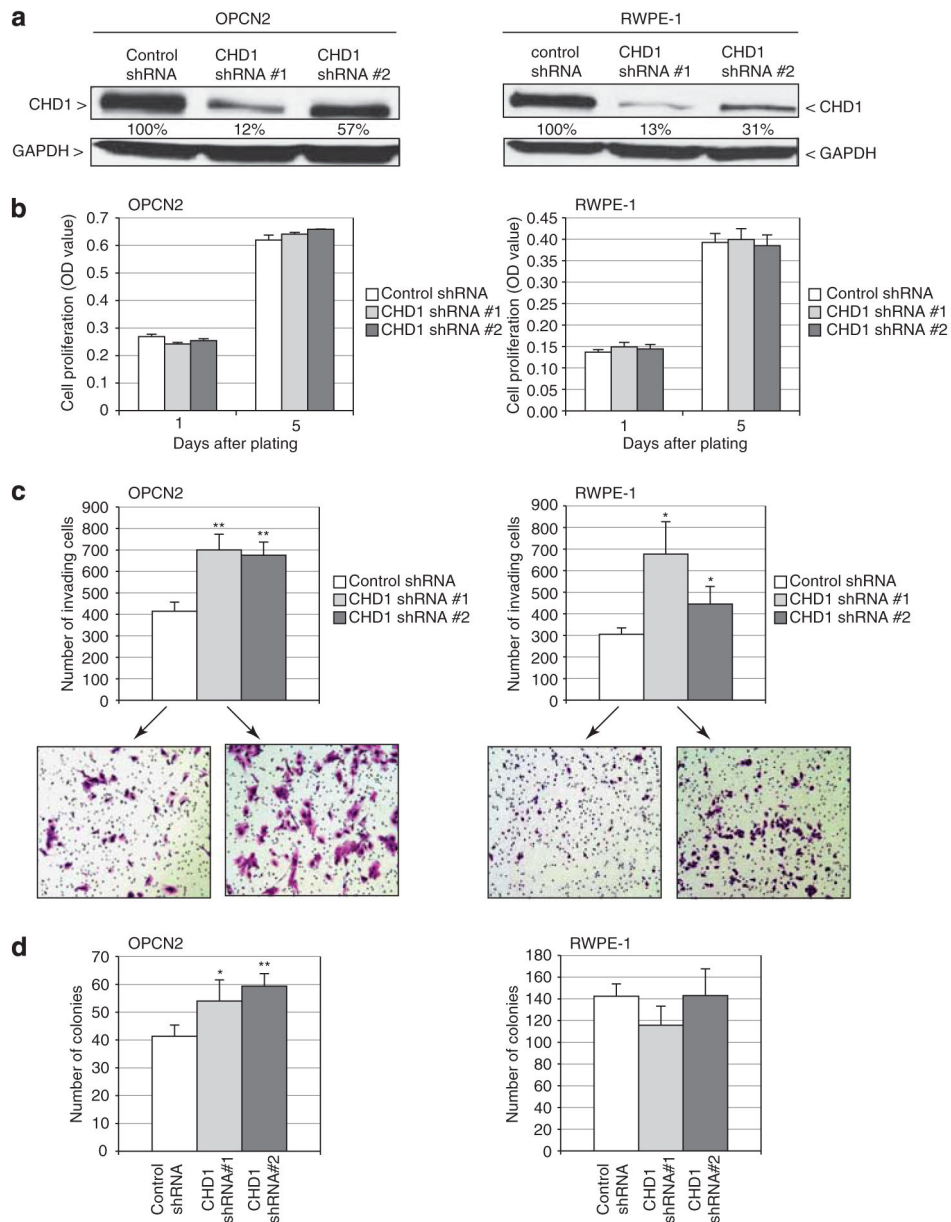 a
OPCN2
Control shRNA
CHD1 shRNA #1
CHD1 shRNA #2
CHD1 >
100% 12% 57%
GAPDH >
RWPE-1
control shRNA
CHD1 shRNA #1
CHD1 shRNA #2
< CHD1
100% 13% 31%
< GAPDH
b
OPCN2
Cell proliferation (OD value)
0.7
0.6
0.5
0.4
0.3
0.2
0.1
0
1 5
Days after plating
Control shRNA
CHD1 shRNA #1
CHD1 shRNA #2
RWPE-1
Cell proliferation (OD value)
0.45
0.40
0.35
0.30
0.25
0.20
0.15
0.10
0.05
0.00
1 5
Days after plating
Control shRNA
CHD1 shRNA #1
CHD1 shRNA #2
c
OPCN2
Number of invading cells
900
800
700
600
500
400
300
200
100
0
** **
Control shRNA
CHD1 shRNA #1
CHD1 shRNA #2
RWPE-1
Number of invading cells
900
800
700
600
500
400
300
200
100
0
* *
Control shRNA
CHD1 shRNA #1
CHD1 shRNA #2
d
OPCN2
Number of colonies
70
60
50
40
30
20
10
0
* **
Control shRNA
CHD1 shRNA#1
CHD1 shRNA#2
RWPE-1
Number of colonies
180
160
140
120
100
80
60
40
20
0
Control shRNA
CHD1 shRNA#1
CHD1 shRNA#2